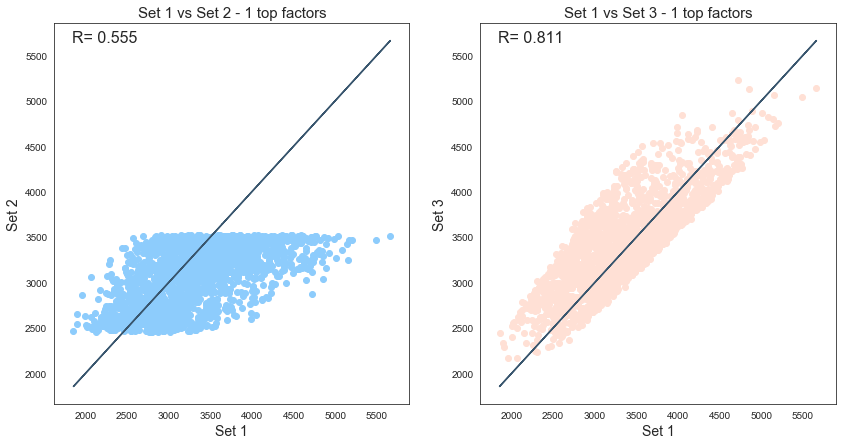 Set 1 vs Set 2 - 1 top factors
R= 0.555
5500
5000
4500
4000
3500
3000
2500
2000
Set 2
2000 2500 3000 3500 4000 4500 5000 5500
Set 1
Set 1 vs Set 3 - 1 top factors
R= 0.811
5500
5000
4500
4000
3500
3000
2500
2000
Set 3
2000 2500 3000 3500 4000 4500 5000 5500
Set 1